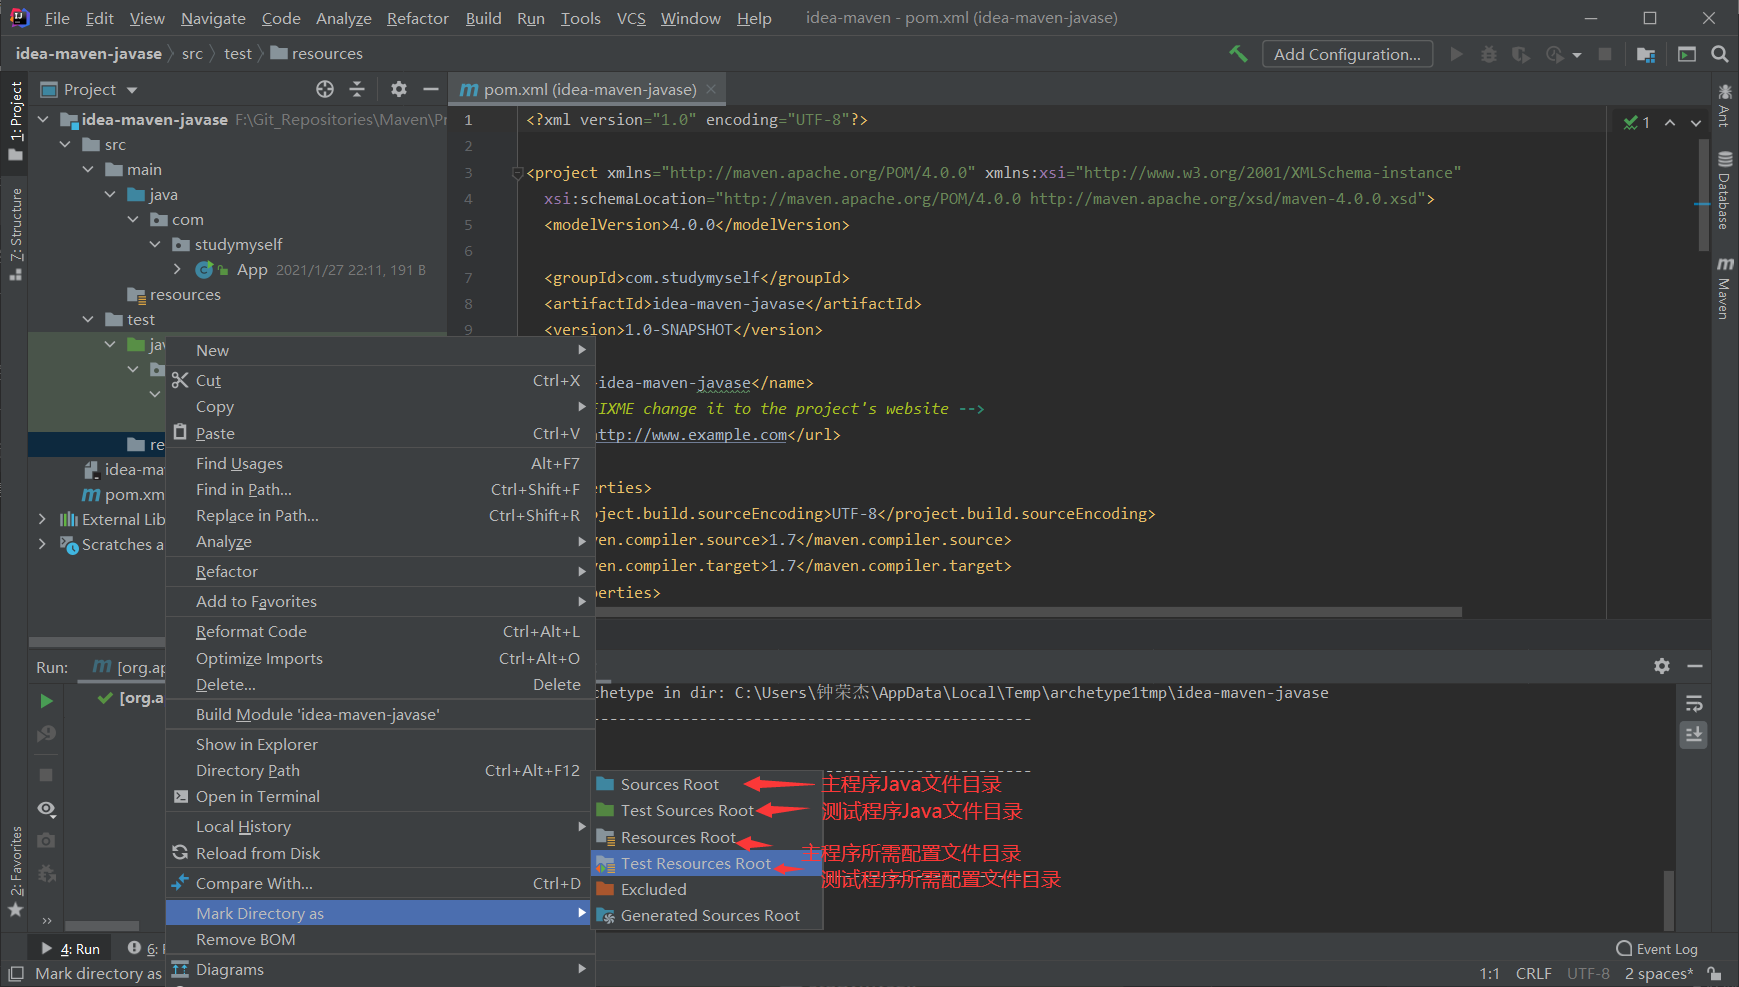 File Edit View Navigate Code Analyze Refactor Build Run Tools VCS Window Help idea-maven - pom.xml (idea-maven-javase)
idea-maven-javase src test resources Add Configuration...
Project
pom.xml (idea-maven-javase)
1: Project
7: Structure
2: Favorites
Ant
Database
Maven
idea-maven-javase F:\Git_Repositories\Maven\Pr
src
main
java
com
studymyself
App 2021/1/27 22:11, 191 B
resources
test
jav
re
idea-mav
pom.xm
External Lib
Scratches a
1 <?xml version="1.0" encoding="UTF-8"?>
1
2
3 <project xmlns="http://maven.apache.org/POM/4.0.0" xmlns:xsi="http://www.w3.org/2001/XMLSchema-instance"
4 xsi:schemaLocation="http://maven.apache.org/POM/4.0.0 http://maven.apache.org/xsd/maven-4.0.0.xsd">
5 <modelVersion>4.0.0</modelVersion>
6
7 <groupId>com.studymyself</groupId>
8 <artifactId>idea-maven-javase</artifactId>
9 <version>1.0-SNAPSHOT</version>
idea-maven-javase</name>
FIXME change it to the project's website -->
ttp://www.example.com</url>
erties>
oject.build.sourceEncoding>UTF-8</project.build.sourceEncoding>
ven.compiler.source>1.7</maven.compiler.source>
ven.compiler.target>1.7</maven.compiler.target>
perties>
New
Cut Ctrl+X
Copy
Paste Ctrl+V
Find Usages Alt+F7
Find in Path... Ctrl+Shift+F
Replace in Path... Ctrl+Shift+R
Analyze
Refactor
Add to Favorites
Reformat Code Ctrl+Alt+L
Optimize Imports Ctrl+Alt+O
Delete... Delete
Build Module 'idea-maven-javase'
Show in Explorer
Directory Path Ctrl+Alt+F12
Open in Terminal
Local History
Reload from Disk
Compare With... Ctrl+D
Mark Directory as
Remove BOM
Diagrams
Run: [org.ap
[org.a
chetype in dir: C:\Users\钟荣杰\AppData\Local\Temp\archetype1tmp\idea-maven-javase
------------------------------------------------
Sources Root 主程序Java文件目录
Test Sources Root 测试程序Java文件目录
Resources Root 主程序所需配置文件目录
Test Resources Root 测试程序所需配置文件目录
Excluded
Generated Sources Root
4: Run 6:
Event Log
Mark directory as 1:1 CRLF UTF-8 2 spaces*